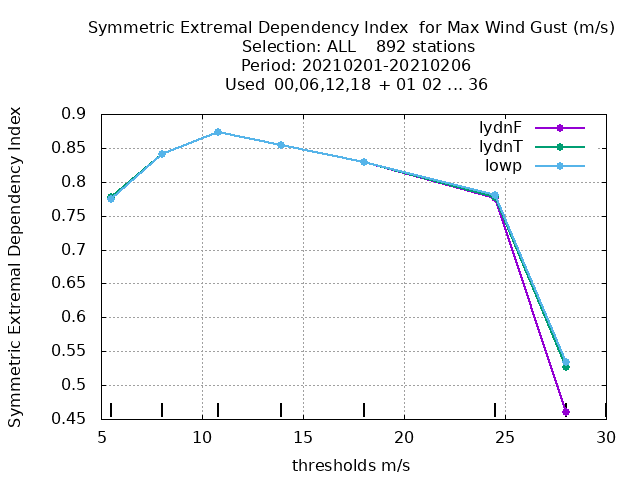 Symmetric Extremal Dependency Index for Max Wind Gust (m/s)
Selection: ALL 892 stations
Period: 20210201-20210206
Used 00,06,12,18 + 01 02 ... 36
Symmetric Extremal Dependency Index
0.9
0.85
0.8
0.75
0.7
0.65
0.6
0.55
0.5
0.45
lydnF
lydnT
lowp
5 10 15 20 25 30
thresholds m/s